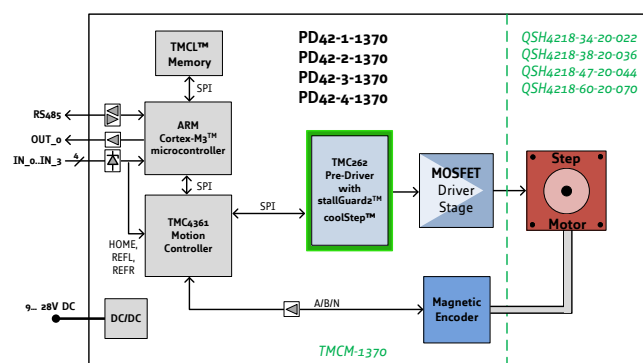 PD42-1-1370
PD42-2-1370
PD42-3-1370
PD42-4-1370
QSH4218-34-20-022
QSH4218-38-20-036
QSH4218-47-20-044
QSH4218-60-20-070
TMCL™
Memory
SPI
RS485
OUT_0
IN_0..IN_3
4
ARM
Cortex-M3™
microcontroller
SPI
TMC4361
Motion
Controller
HOME,
REFL,
REFR
SPI
TMC262
Pre-Driver
with
stallGuard2™
coolStep™
MOSFET
Driver
Stage
Step
Motor
9... 28V DC
DC/DC
A/B/N
Magnetic
Encoder
TMCM-1370